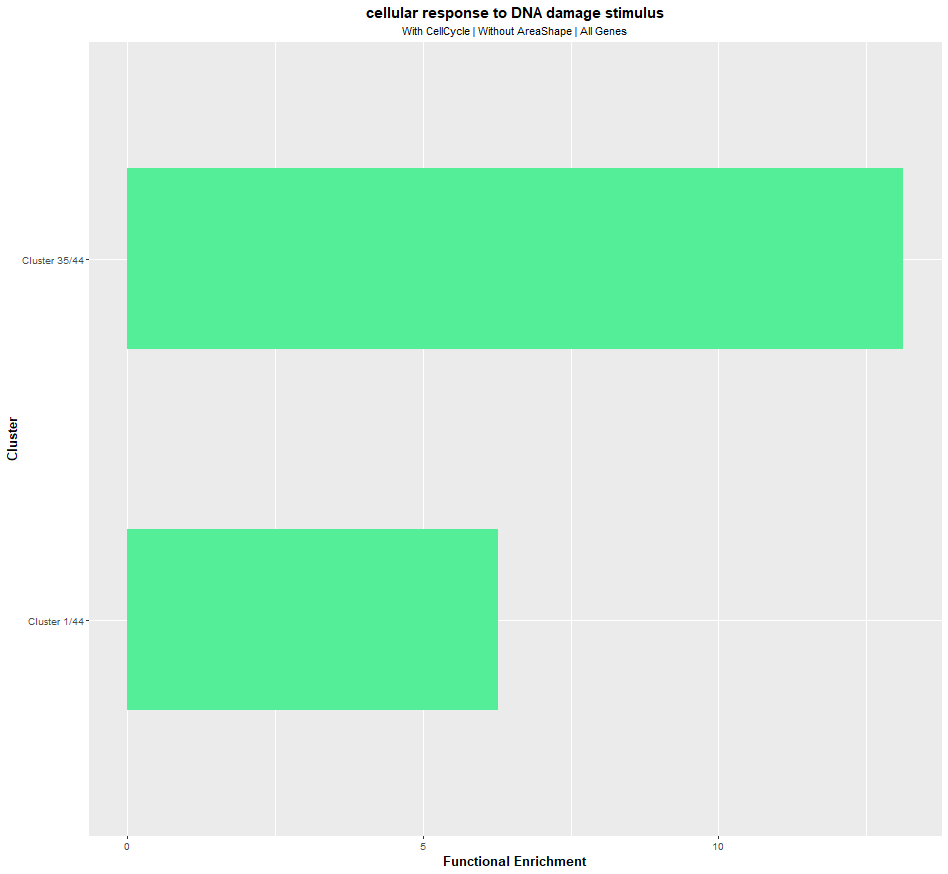 cellular response to DNA damage stimulus
With CellCycle | Without AreaShape | All Genes
Cluster
Cluster 35/44
Cluster 1/44
0 5 10
Functional Enrichment